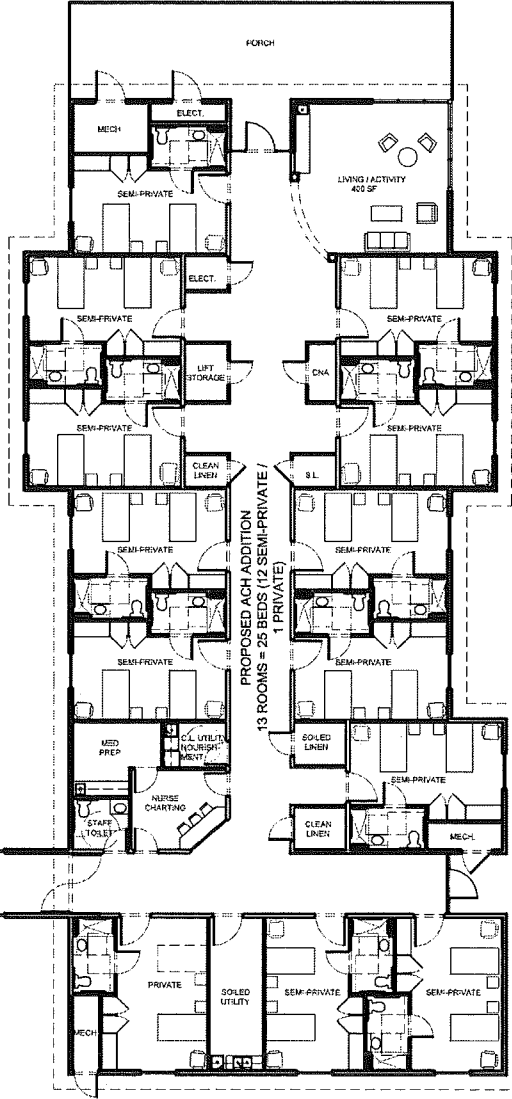 PORCH
MECH
ELECT.
SEMI-PRIVATE
LIVING / ACTIVITY
400 SF
ELECT.
SEMI-PRIVATE
SEMI-PRIVATE
LIFT
STORAGE
CNA
SEMI-PRIVATE
SEMI-PRIVATE
CLEAN
LINEN
S.L.
SEMI-PRIVATE
SEMI-PRIVATE
PROPOSED ACH ADDITION
13 ROOMS = 25 BEDS (12 SEMI-PRIVATE /
1 PRIVATE)
SEMI-PRIVATE
SEMI-PRIVATE
MED
PREP
C.L. UTILITY
NOURISH-
MENT
SOILED
LINEN
SEMI-PRIVATE
NURSE
CHARTING
STAFF
TOILET
CLEAN
LINEN
MECH.
PRIVATE
SOILED
UTILITY
SEMI-PRIVATE
SEMI-PRIVATE
MECH